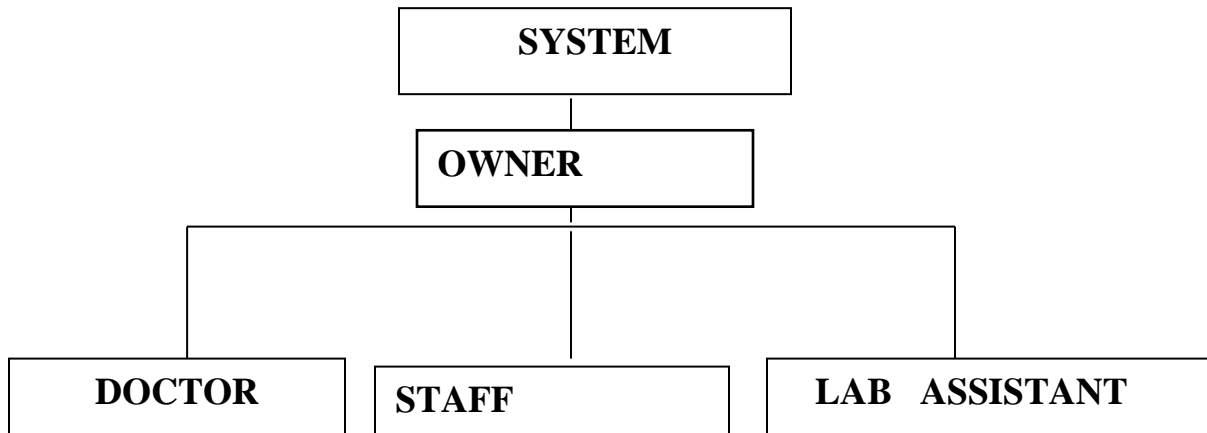 SYSTEM
OWNER
DOCTOR
STAFF
LAB ASSISTANT